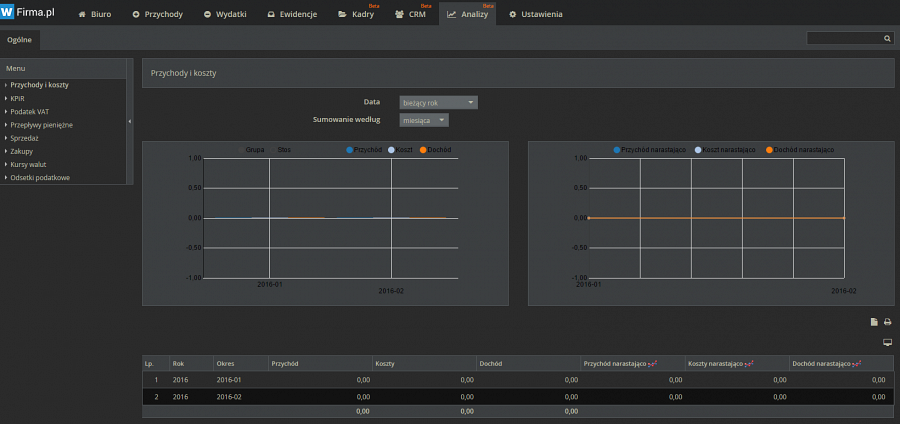 W Firma.pl Biuro Przychody Wydatki Ewidencje Beta Kadry Beta CRM Beta Analizy Ustawienia
Ogólne
Menu
Przychody i koszty
KPiR
Podatek VAT
Przepływy pieniężne
Sprzedaż
Zakupy
Kursy walut
Odsetki podatkowe
Przychody i koszty
Data bieżący rok
Sumowanie według miesiąca
Grupa Stos Przychód Koszt Dochód
1,00
0,50
0,00
-0,50
-1,00
2016-01
2016-02
Przychód narastająco Koszt narastająco Dochód narastające
1,00
0,50
0,00
-0,50
-1,00
2016-01
2016-02
Lp. Rok Okres Przychód Koszty Dochód Przychód narastająco Koszty narastająco Dochód narastająco
1 2016 2016-01 0,00 0,00 0,00 0,00 0,00 0,00
2 2016 2016-02 0,00 0,00 0,00 0,00 0,00 0,00
0,00 0,00 0,00